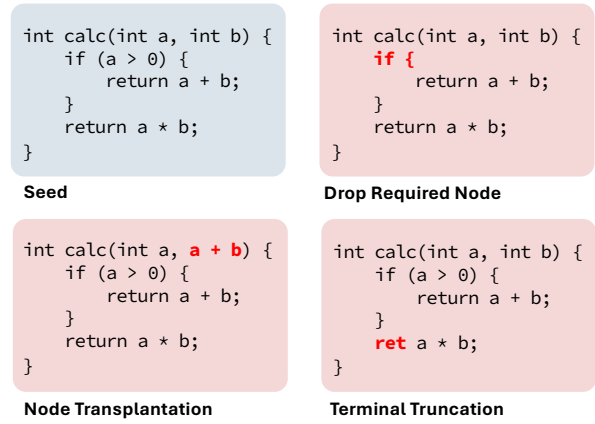 int calc(int a, int b) {
    if (a > 0) {
        return a + b;
    }
    return a * b;
}
Seed
int calc(int a, int b) {
    if {
        return a + b;
    }
    return a * b;
}
Drop Required Node
int calc(int a, a + b) {
    if (a > 0) {
        return a + b;
    }
    return a * b;
}
Node Transplantation
int calc(int a, int b) {
    if (a > 0) {
        return a + b;
    }
    ret a * b;
}
Terminal Truncation